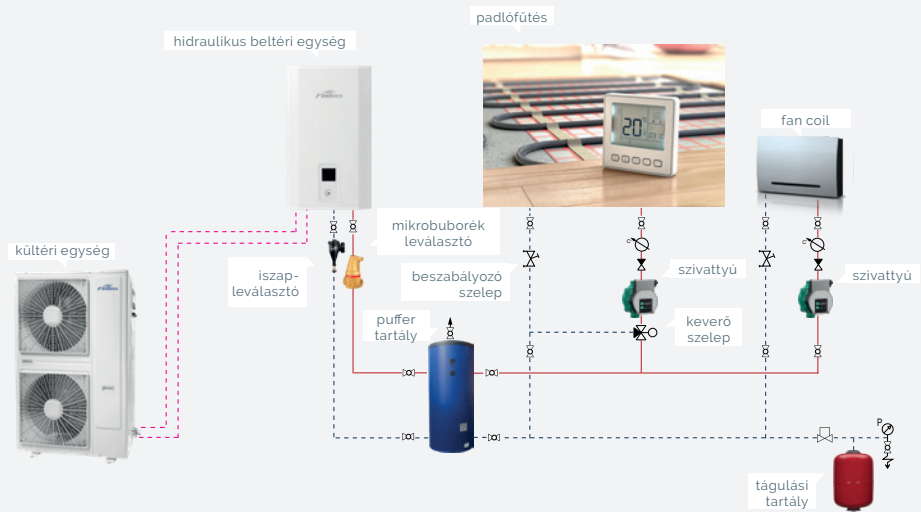 padlófűtés
hidraulikus beltéri egység
fan coil
20
mikrobuborék
leválasztó
kültéri egység
iszap-
leválasztó
beszabályozó
szelep
c
c
szivattyú
szivattyú
puffer
tartály
keverő
szelep
P
tágulási
tartály